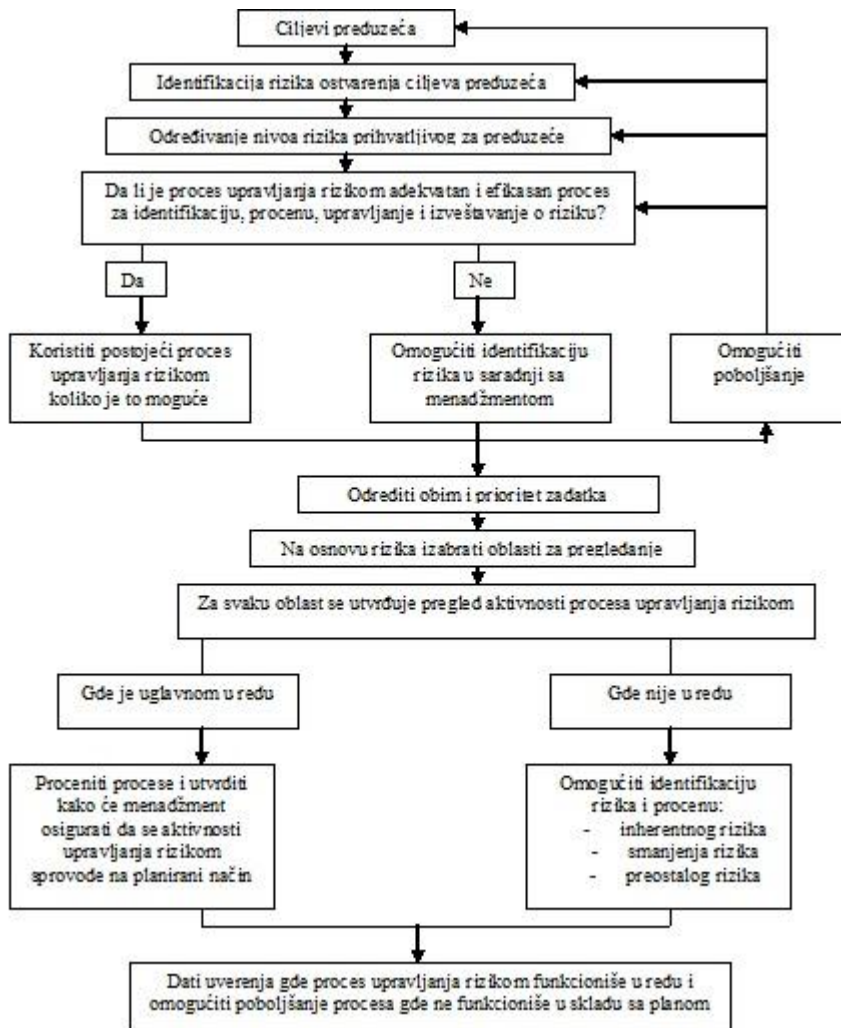 Ciljevi preduzeća
Identifikacija rizika ostvarenja ciljeva preduzeća
Određivanje nivoa rizika prihvatljivog za preduzeće
Da li je proces upravljanja rizikom adekvatan i efikasan proces
za identifikaciju, procenu, upravljanje i izveštavanje o riziku?
Da
Ne
Koristiti postojeći proces
upravljanja rizikom
koliko je to moguće
Omogućiti identifikaciju
rizika u saradnji sa
menadžmentom
Omogućiti
poboljšanje
Odrediti obim i prioritet zadatka
Na osnovu rizika izabrati oblasti za pregledanje
Za svaku oblast se utvrđuje pregled aktivnosti procesa upravljanja rizikom
Gde je uglavnom u redu
Gde nije u redu
Proceniti procese i utvrditi
kako će menadžment
osigurati da se aktivnosti
upravljanja rizikom
sprovode na planirani način
Omogućiti identifikaciju
rizika i procenu:
- inherentnog rizika
- smanjenja rizika
- preostalog rizika
Dati uverenja gde proces upravljanja rizikom funkcioniše u redu i
omogućiti poboljšanje procesa gde ne funkcioniše u skladu sa planom